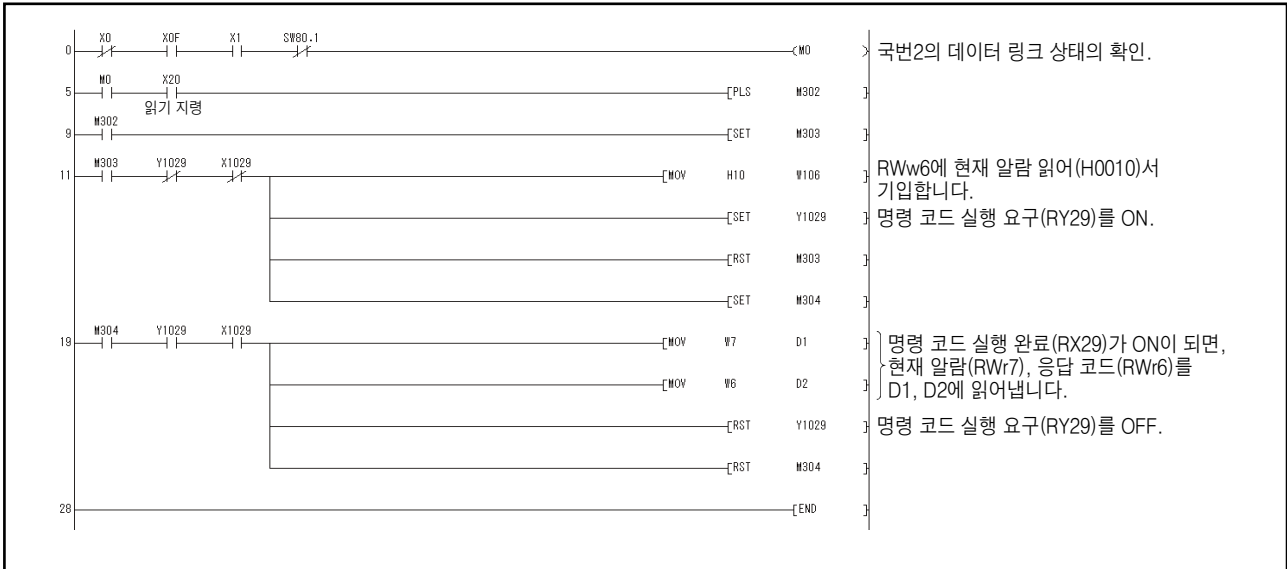 X0 X0F X1 SW80.1
0 M0 국번2의 데이터 링크 상태의 확인.
M0 X20
5 PLS M302
읽기 지령
M302
9 SET M303
M303 Y1029 X1029
11 MOV H10 W106 RWw6에 현재 알람 읽어(H0010)서
기입합니다.
SET Y1029 명령 코드 실행 요구(RY29)를 ON.
RST M303
SET M304
M304 Y1029 X1029
19 MOV W7 D1 명령 코드 실행 완료(RX29)가 ON이 되면,
현재 알람(RWr7), 응답 코드(RWr6)를
MOV W6 D2 D1, D2에 읽어냅니다.
RST Y1029 명령 코드 실행 요구(RY29)를 OFF.
RST M304
28 END